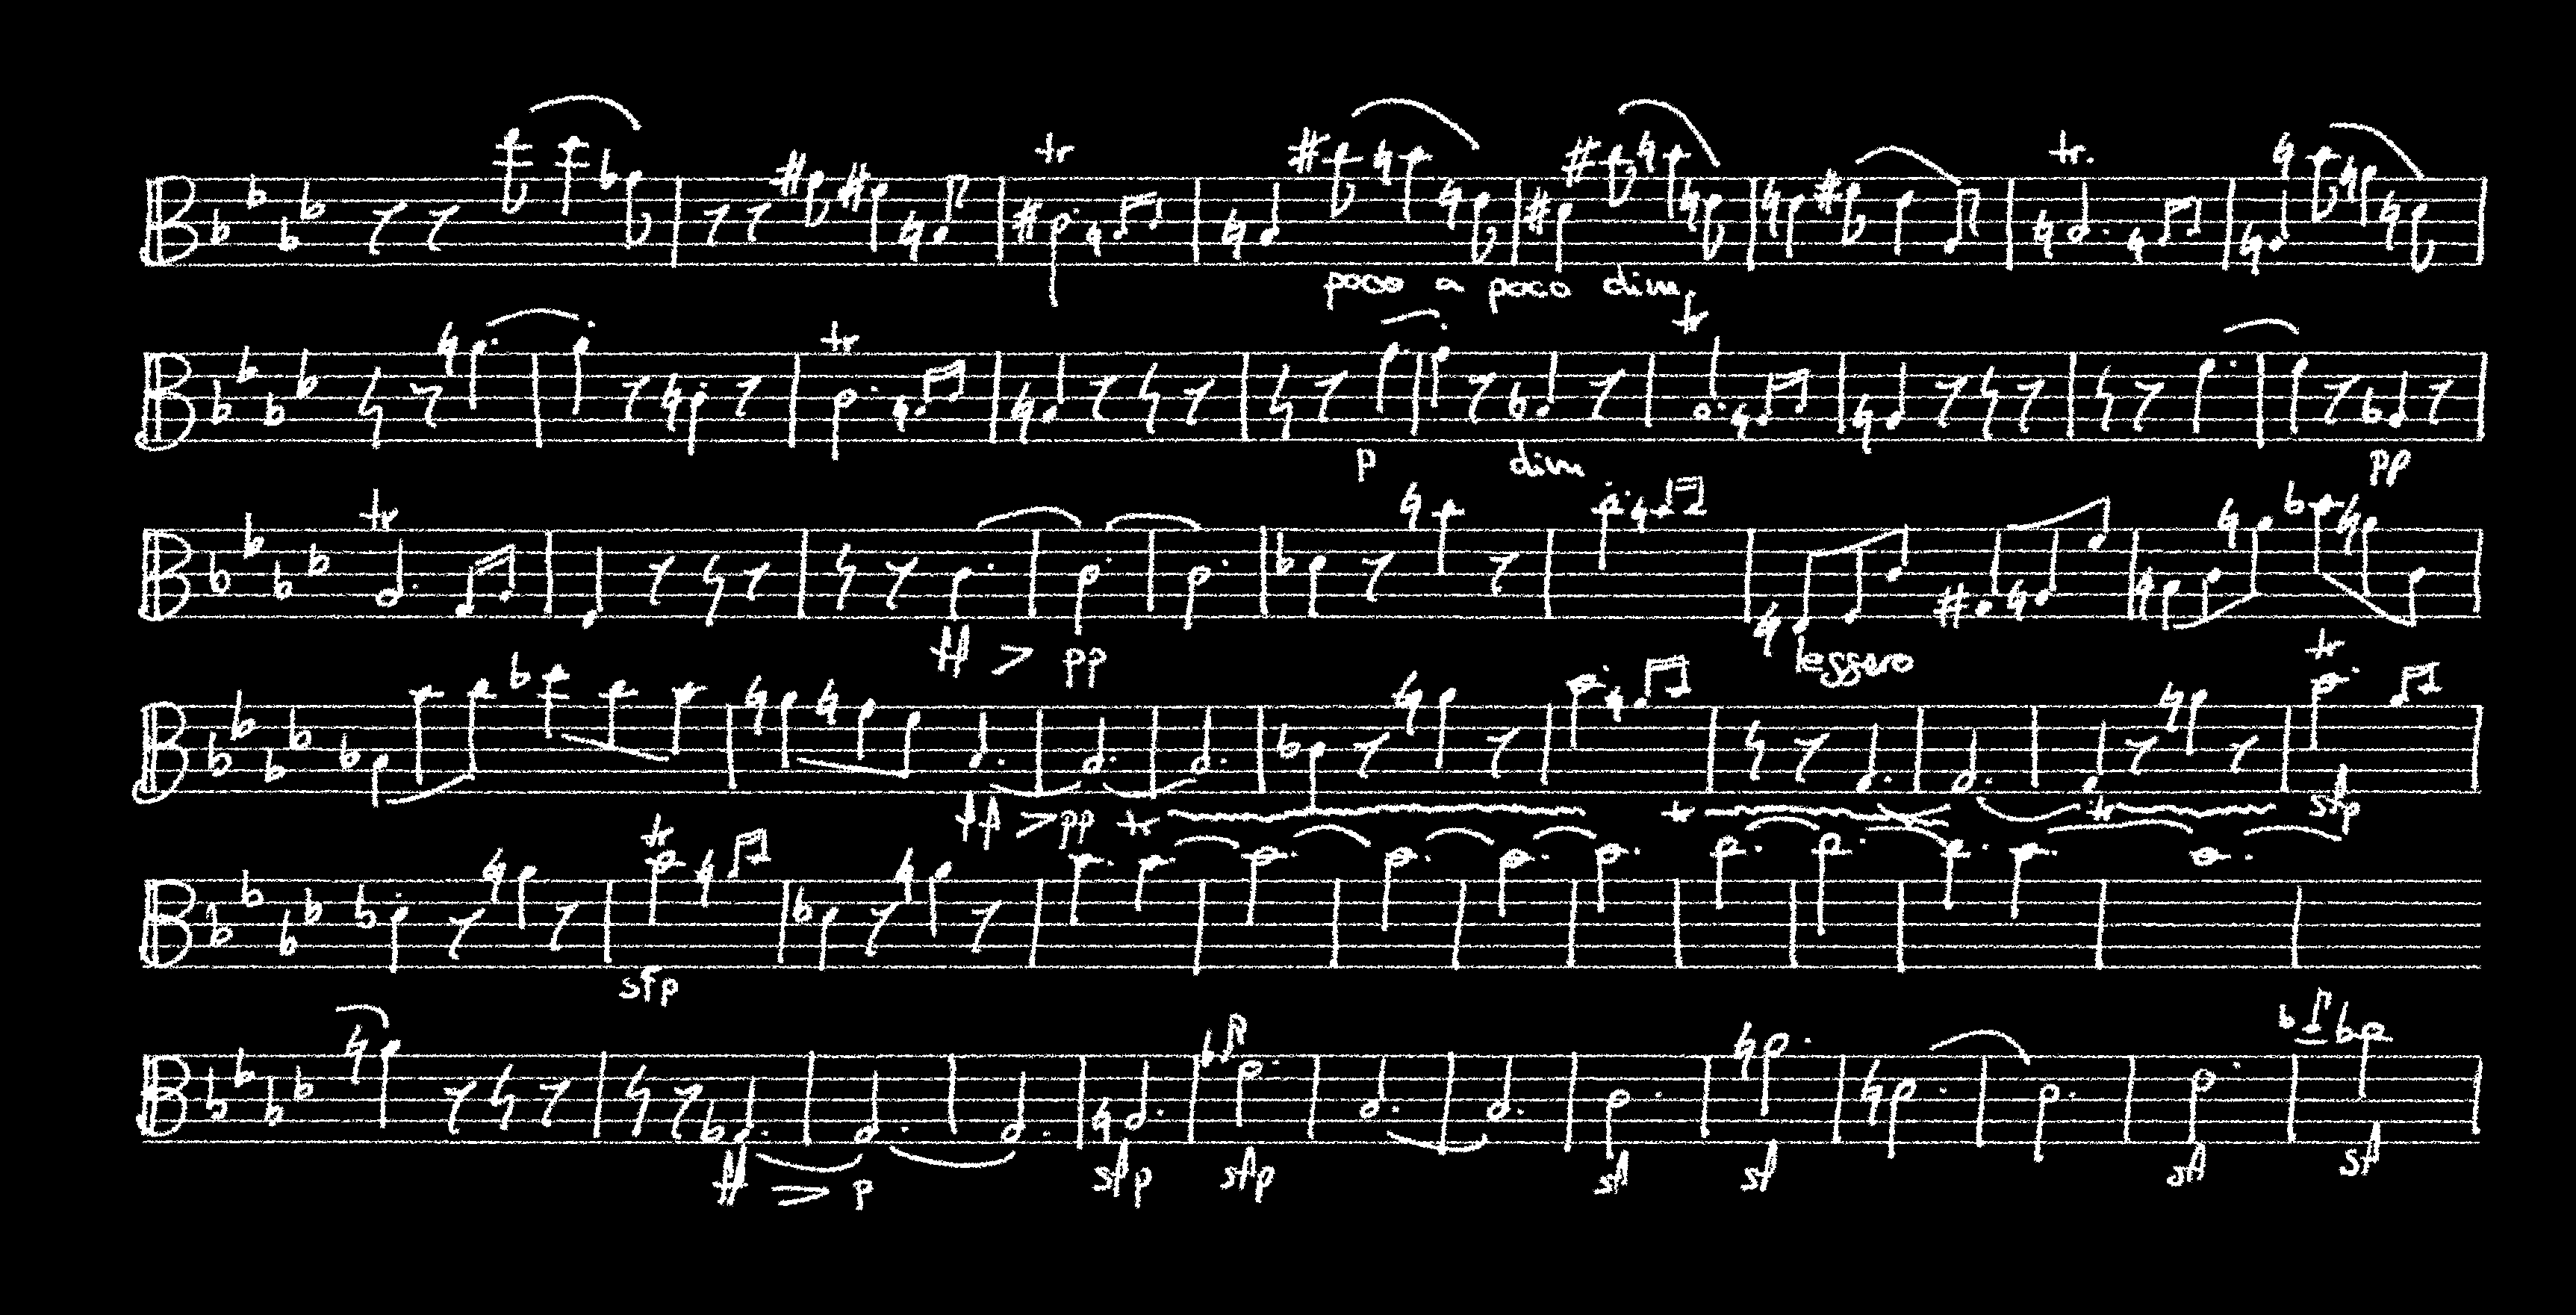 tr tr.
poco a poco dim.
tr tr
p dim pp
tr
ff > pp leggero
tr
ff > pp tr tr tr sfp
tr
sfp
ff > p sfp sfp sf sf sf sf